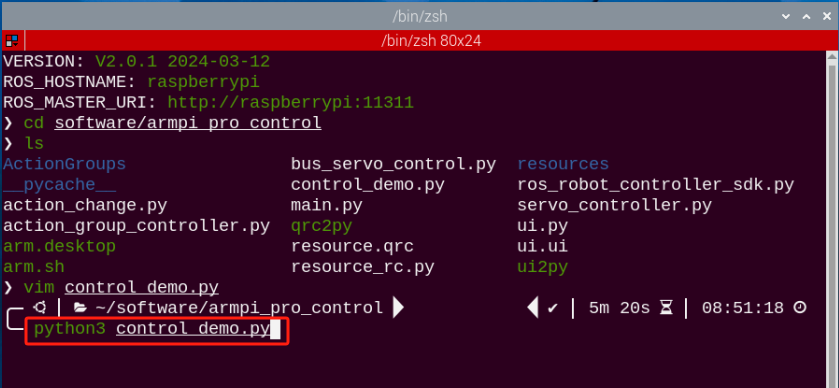 /bin/zsh
/bin/zsh 80x24
VERSION: V2.0.1 2024-03-12
ROS_HOSTNAME: raspberrypi
ROS_MASTER_URI: http://raspberrypi:11311
❯ cd software/armpi_pro_control
❯ ls
ActionGroups bus_servo_control.py resources
__pycache__ control_demo.py ros_robot_controller_sdk.py
action_change.py main.py servo_controller.py
action_group_controller.py qrc2py ui.py
arm.desktop resource.qrc ui.ui
arm.sh resource_rc.py ui2py
❯ vim control_demo.py
~/software/armpi_pro_control ✔ 5m 20s 08:51:18
python3 control_demo.py